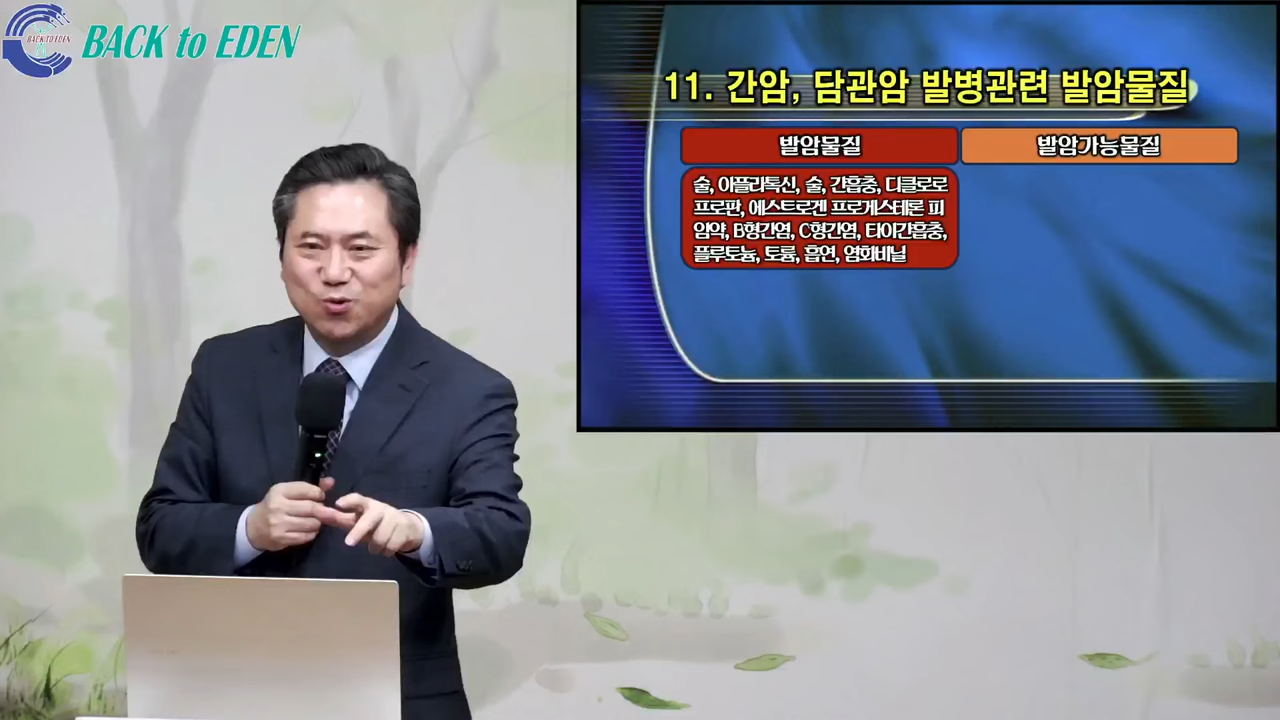 BACK TO EDEN
BACK to EDEN
11. 간암, 담관암 발병관련 발암물질
발암물질
발암가능물질
술, 아플라톡신, 술, 간흡충, 디클로로
프로판, 에스트로겐 프로게스테론 피
임약, B형간염, C형간염, 타이간흡충,
플루토늄, 토륨, 흡연, 염화비닐